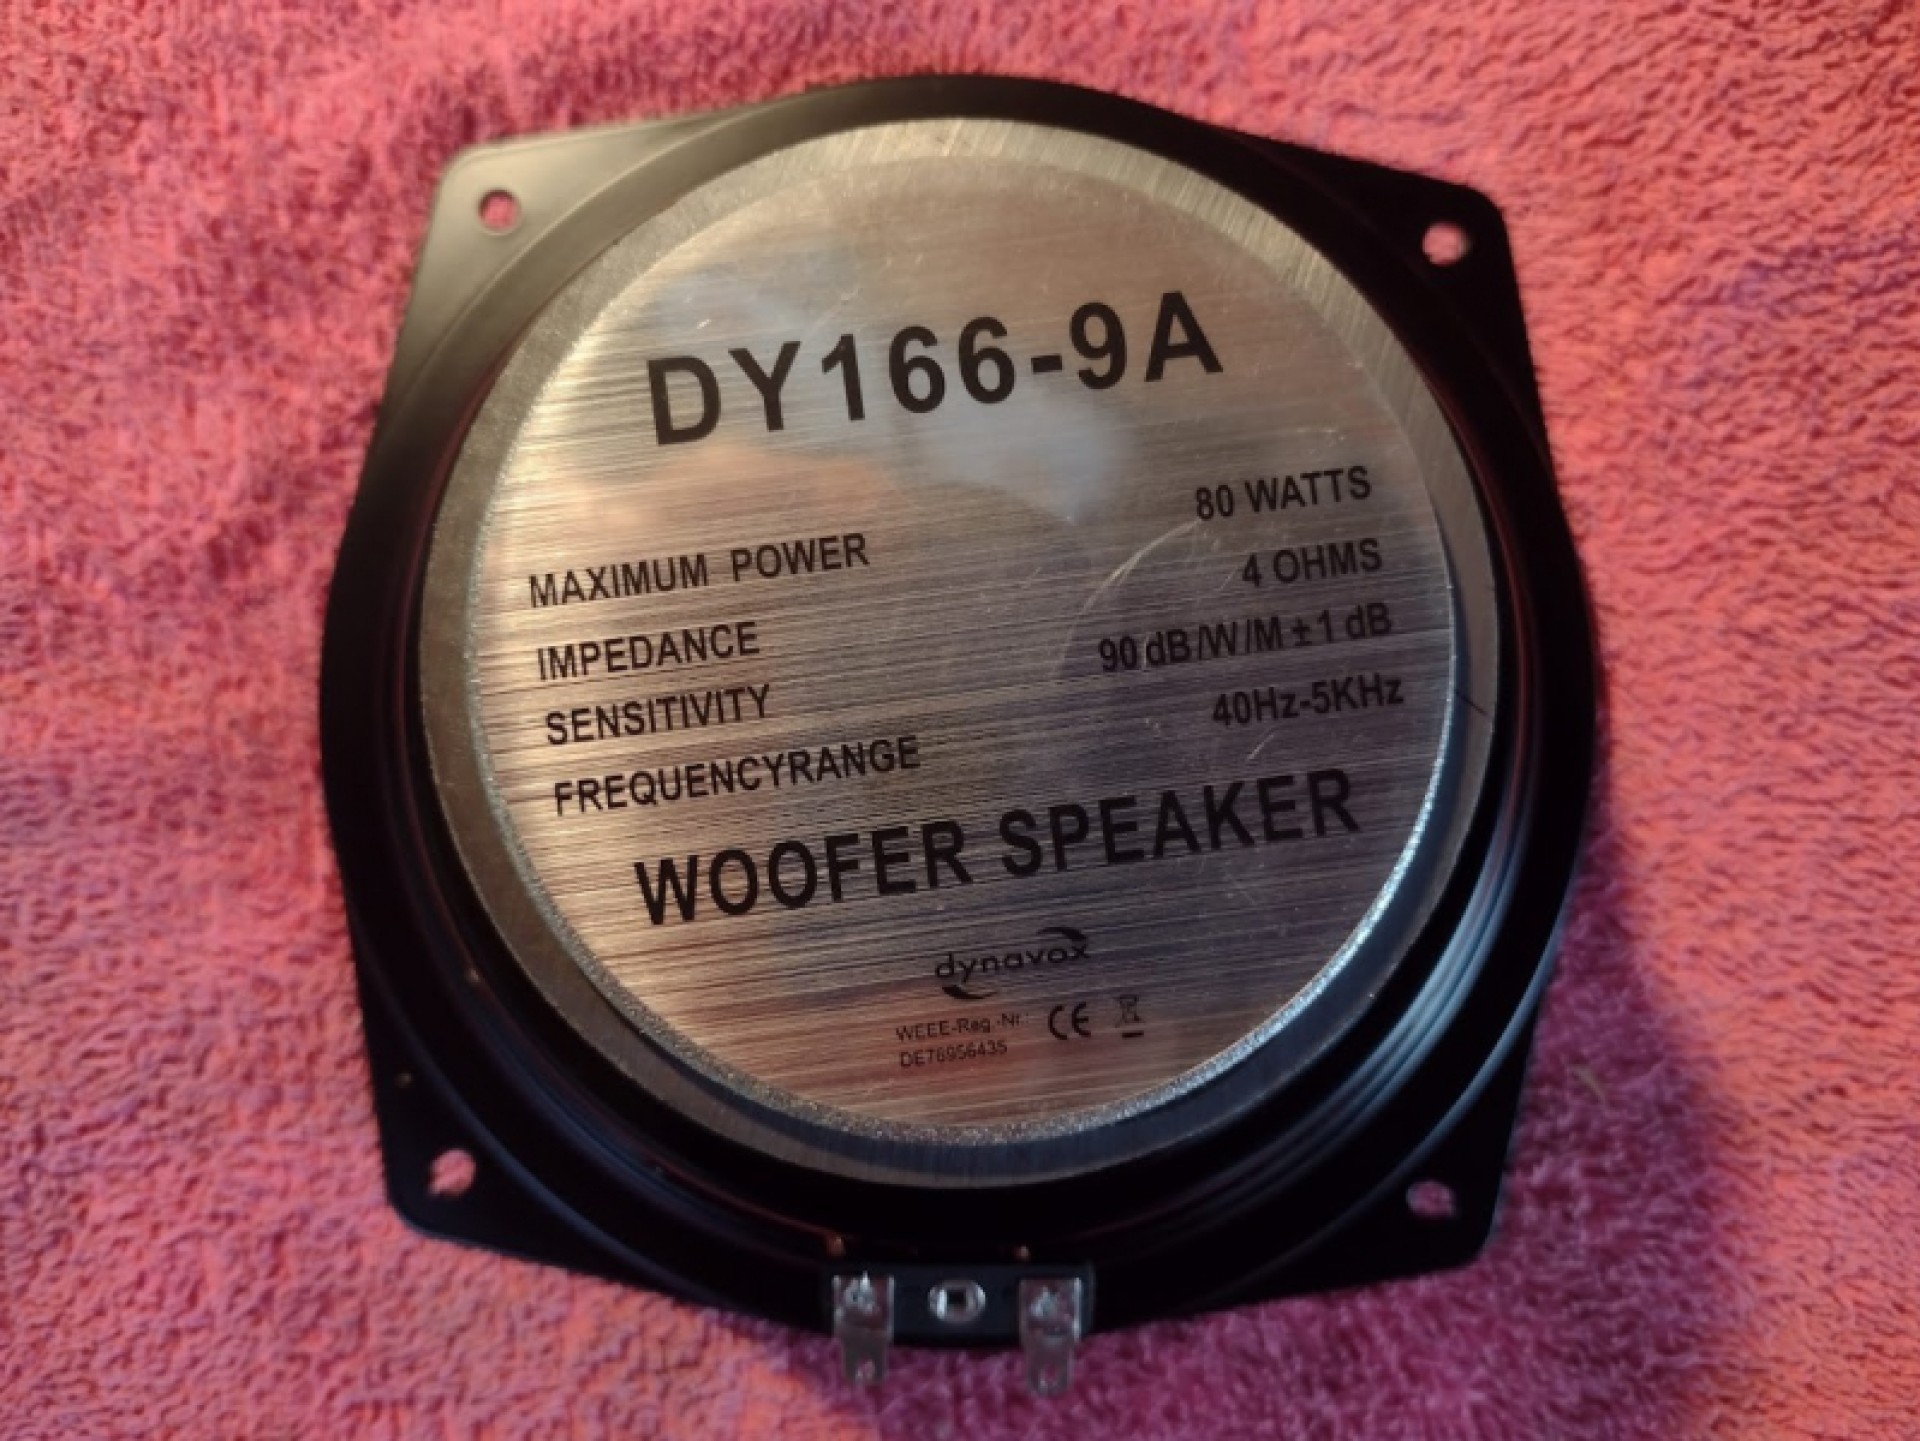 DY166-9A
MAXIMUM POWER 80 WATTS
IMPEDANCE 4 OHMS
SENSITIVITY 90 dB/W/M ± 1 dB
FREQUENCYRANGE 40Hz-5KHz
WOOFER SPEAKER
dynavox
WEEE-Reg.-Nr.: CE
DE76956435